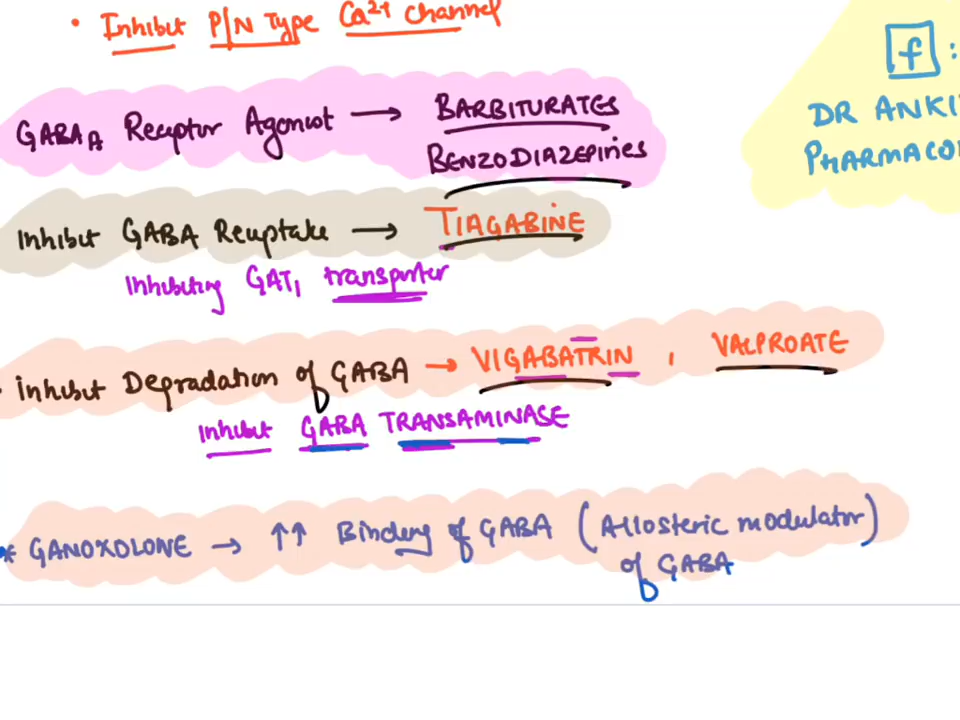 • Inhibit P/N Type Ca2+ Channel
f :
DR ANKI
PHARMACO
GABA A Receptor Agonist → BARBITURATES
BENZODIAZEPINES
Inhibit GABA Reuptake → TIAGABINE
Inhibiting GAT1 transporter
• Inhibit Degradation of GABA → VIGABATRIN , VALPROATE
Inhibit GABA TRANSAMINASE
* GANOXOLONE → ↑↑ Binding of GABA (Allosteric modulator)
of GABA